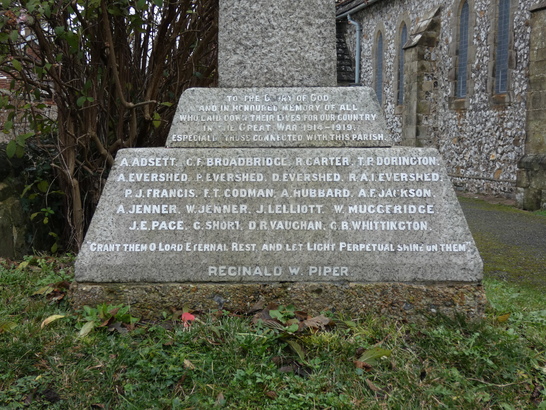 TO THE GLORY OF GOD
AND IN HONOURED MEMORY OF ALL
WHO LAID DOWN THEIR LIVES FOR OUR COUNTRY
IN THE GREAT WAR 1914-1919.
ESPECIALLY THOSE CONNECTED WITH THIS PARISH.
A. ADSETT, C.F. BROADBRIDGE, R. CARTER, T.P. DORINGTON,
A. EVERSHED, P. EVERSHED, D. EVERSHED, R.A.I. EVERSHED,
P.J. FRANCIS, F.T. GODMAN, A. HUBBARD, A.F. JACKSON,
A. JENNER, W. JENNER, J. LELLIOTT, W. MUGGERIDGE,
J.E. PACE, G. SHORT, D.R. VAUGHAN, G.R. WHITTINGTON.
"GRANT THEM O LORD ETERNAL REST AND LET LIGHT PERPETUAL SHINE ON THEM"
REGINALD W. PIPER